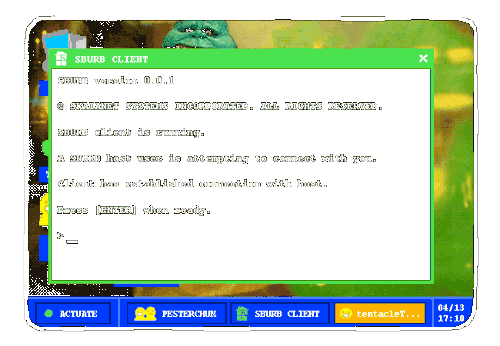 SBURB CLIENT
SBURB version 0.0.1
© SKAIANET SYSTEMS INCORPORATED. ALL RIGHTS RESERVED.
SBURB client is running.
A SBURB host user is attempting to connect with you.
Client has established connection with host.
Press [ENTER] when ready.
>_
ACTUATE
PESTERCHUM
SBURB CLIENT
tentacleT...
04/13
17:18